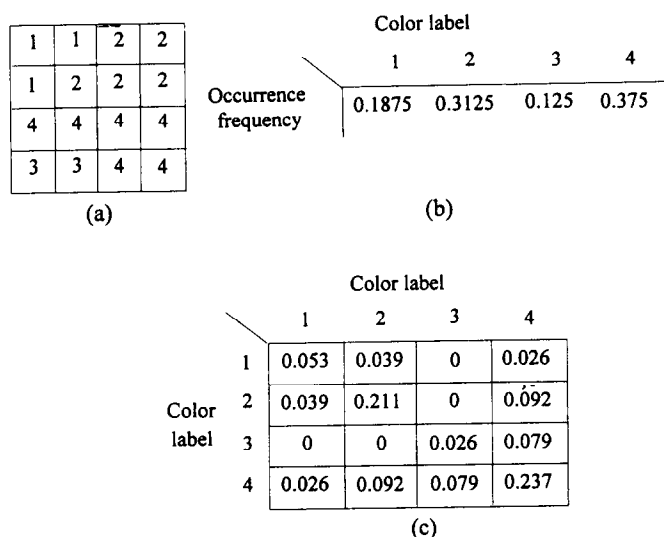 1 1 2 2
1 2 2 2
4 4 4 4
3 3 4 4
(a)
Color label
1 2 3 4
Occurrence
frequency
0.1875 0.3125 0.125 0.375
(b)
Color label
1 2 3 4
1 0.053 0.039 0 0.026
2 0.039 0.211 0 0.092
Color
label
3 0 0 0.026 0.079
4 0.026 0.092 0.079 0.237
(c)